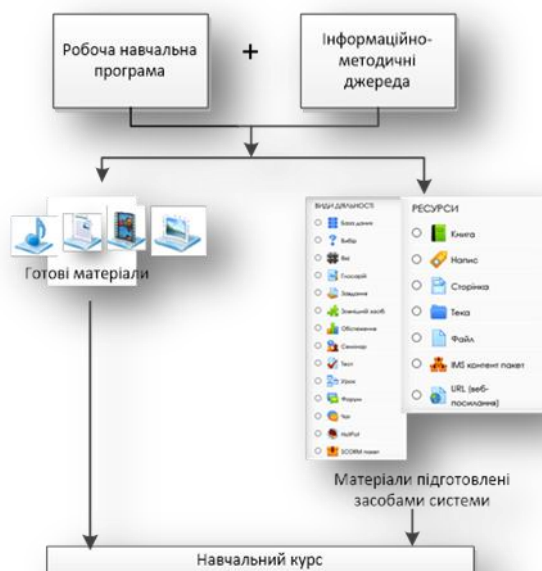 Робоча навчальна
програма
+
Інформаційно-
методичні
джерела
Готові матеріали
ВИДИ ДІЯЛЬНОСТІ
База даних
Вибір
Вікі
Глосарій
Завдання
Зовнішній засіб
Обстеження
Семінар
Тест
Урок
Форум
Чат
HotPot
SCORM пакет
РЕСУРСИ
Книга
Напис
Сторінка
Тека
Файл
IMS контент пакет
URL (веб-
посилання)
Матеріали підготовлені
засобами системи
Навчальний курс